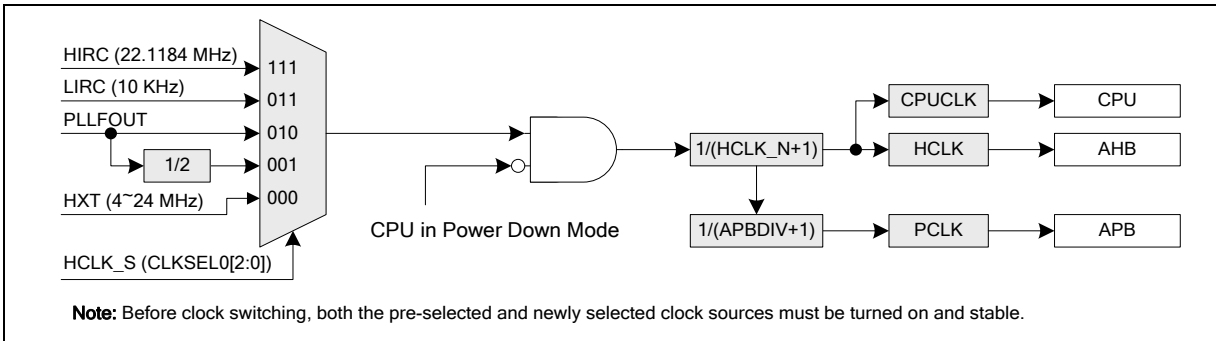 HIRC (22.1184 MHz)
111
LIRC (10 KHz)
011
PLLFOUT
010
1/2
001
HXT (4~24 MHz)
000
HCLK_S (CLKSEL0[2:0])
CPU in Power Down Mode
1/(HCLK_N+1)
1/(APBDIV+1)
CPUCLK
CPU
HCLK
AHB
PCLK
APB
Note: Before clock switching, both the pre-selected and newly selected clock sources must be turned on and stable.